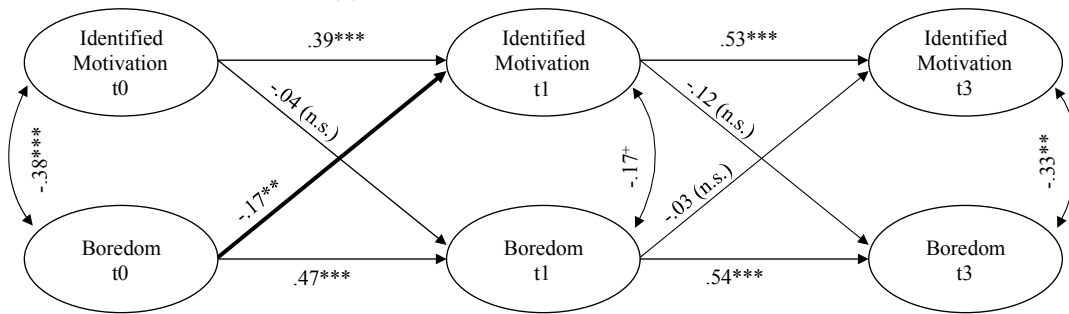 Identified
Motivation
t0
.39***
Identified
Motivation
t1
.53***
Identified
Motivation
t3
-.04 (n.s.)
-.12 (n.s.)
-.38***
-.17**
-.17+
-.03 (n.s.)
-.33**
Boredom
t0
.47***
Boredom
t1
.54***
Boredom
t3